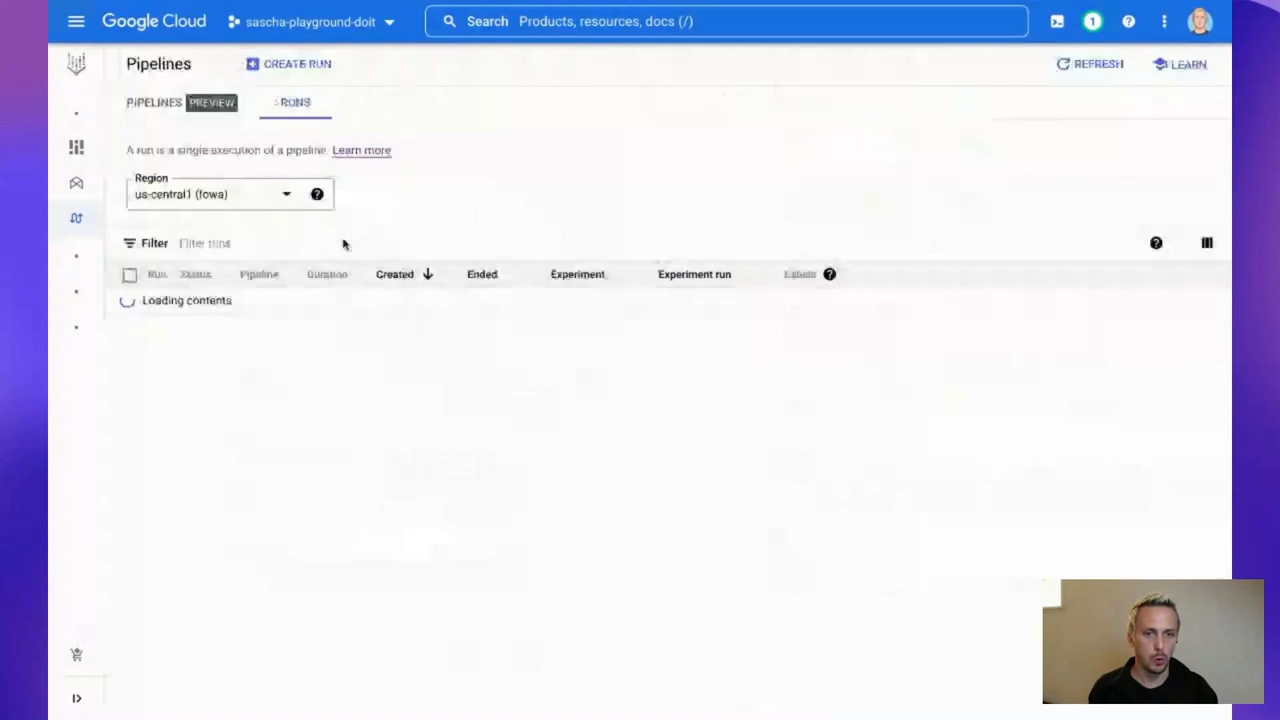 Google Cloud sascha-playground-doit Search Products, resources, docs (/) 1
Pipelines CREATE RUN REFRESH LEARN
PIPELINES PREVIEW RUNS
A run is a single execution of a pipeline. Learn more
Region
us-central1 (Iowa)
Filter Filter runs
Run Status Pipeline Duration Created Ended Experiment Experiment run Labels
Loading contents